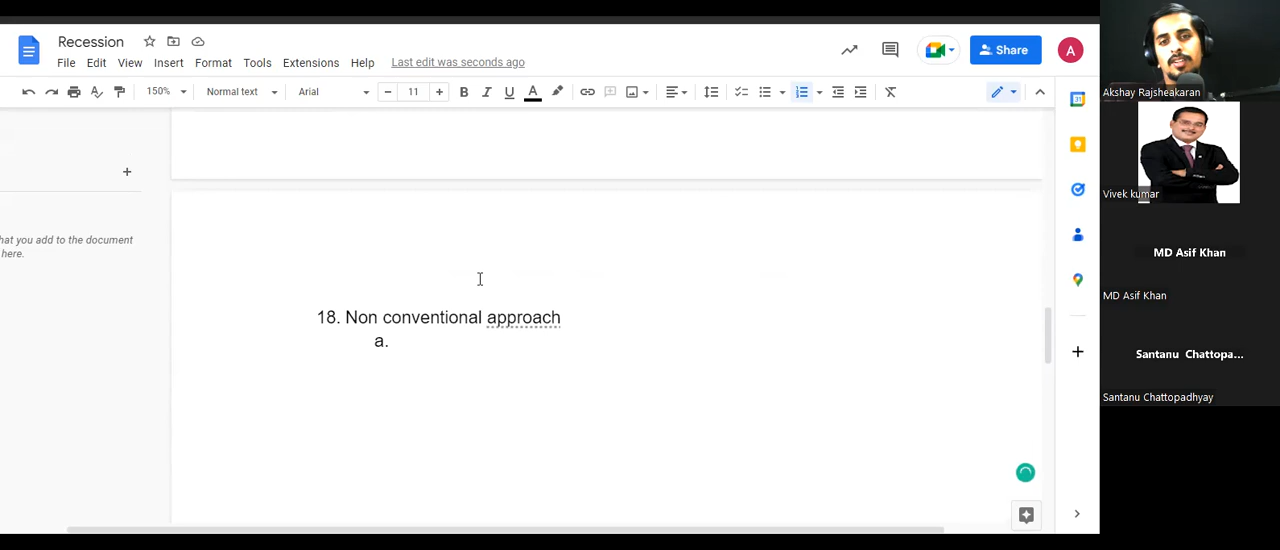 Recession
File Edit View Insert Format Tools Extensions Help Last edit was seconds ago
Share
A
150% Normal text Arial 11 B I U A
hat you add to the document
here.
18. Non conventional approach
a.
31
Akshay Rajsheakaran
Vivek kumar
MD Asif Khan
MD Asif Khan
Santanu Chattopa...
Santanu Chattopadhyay